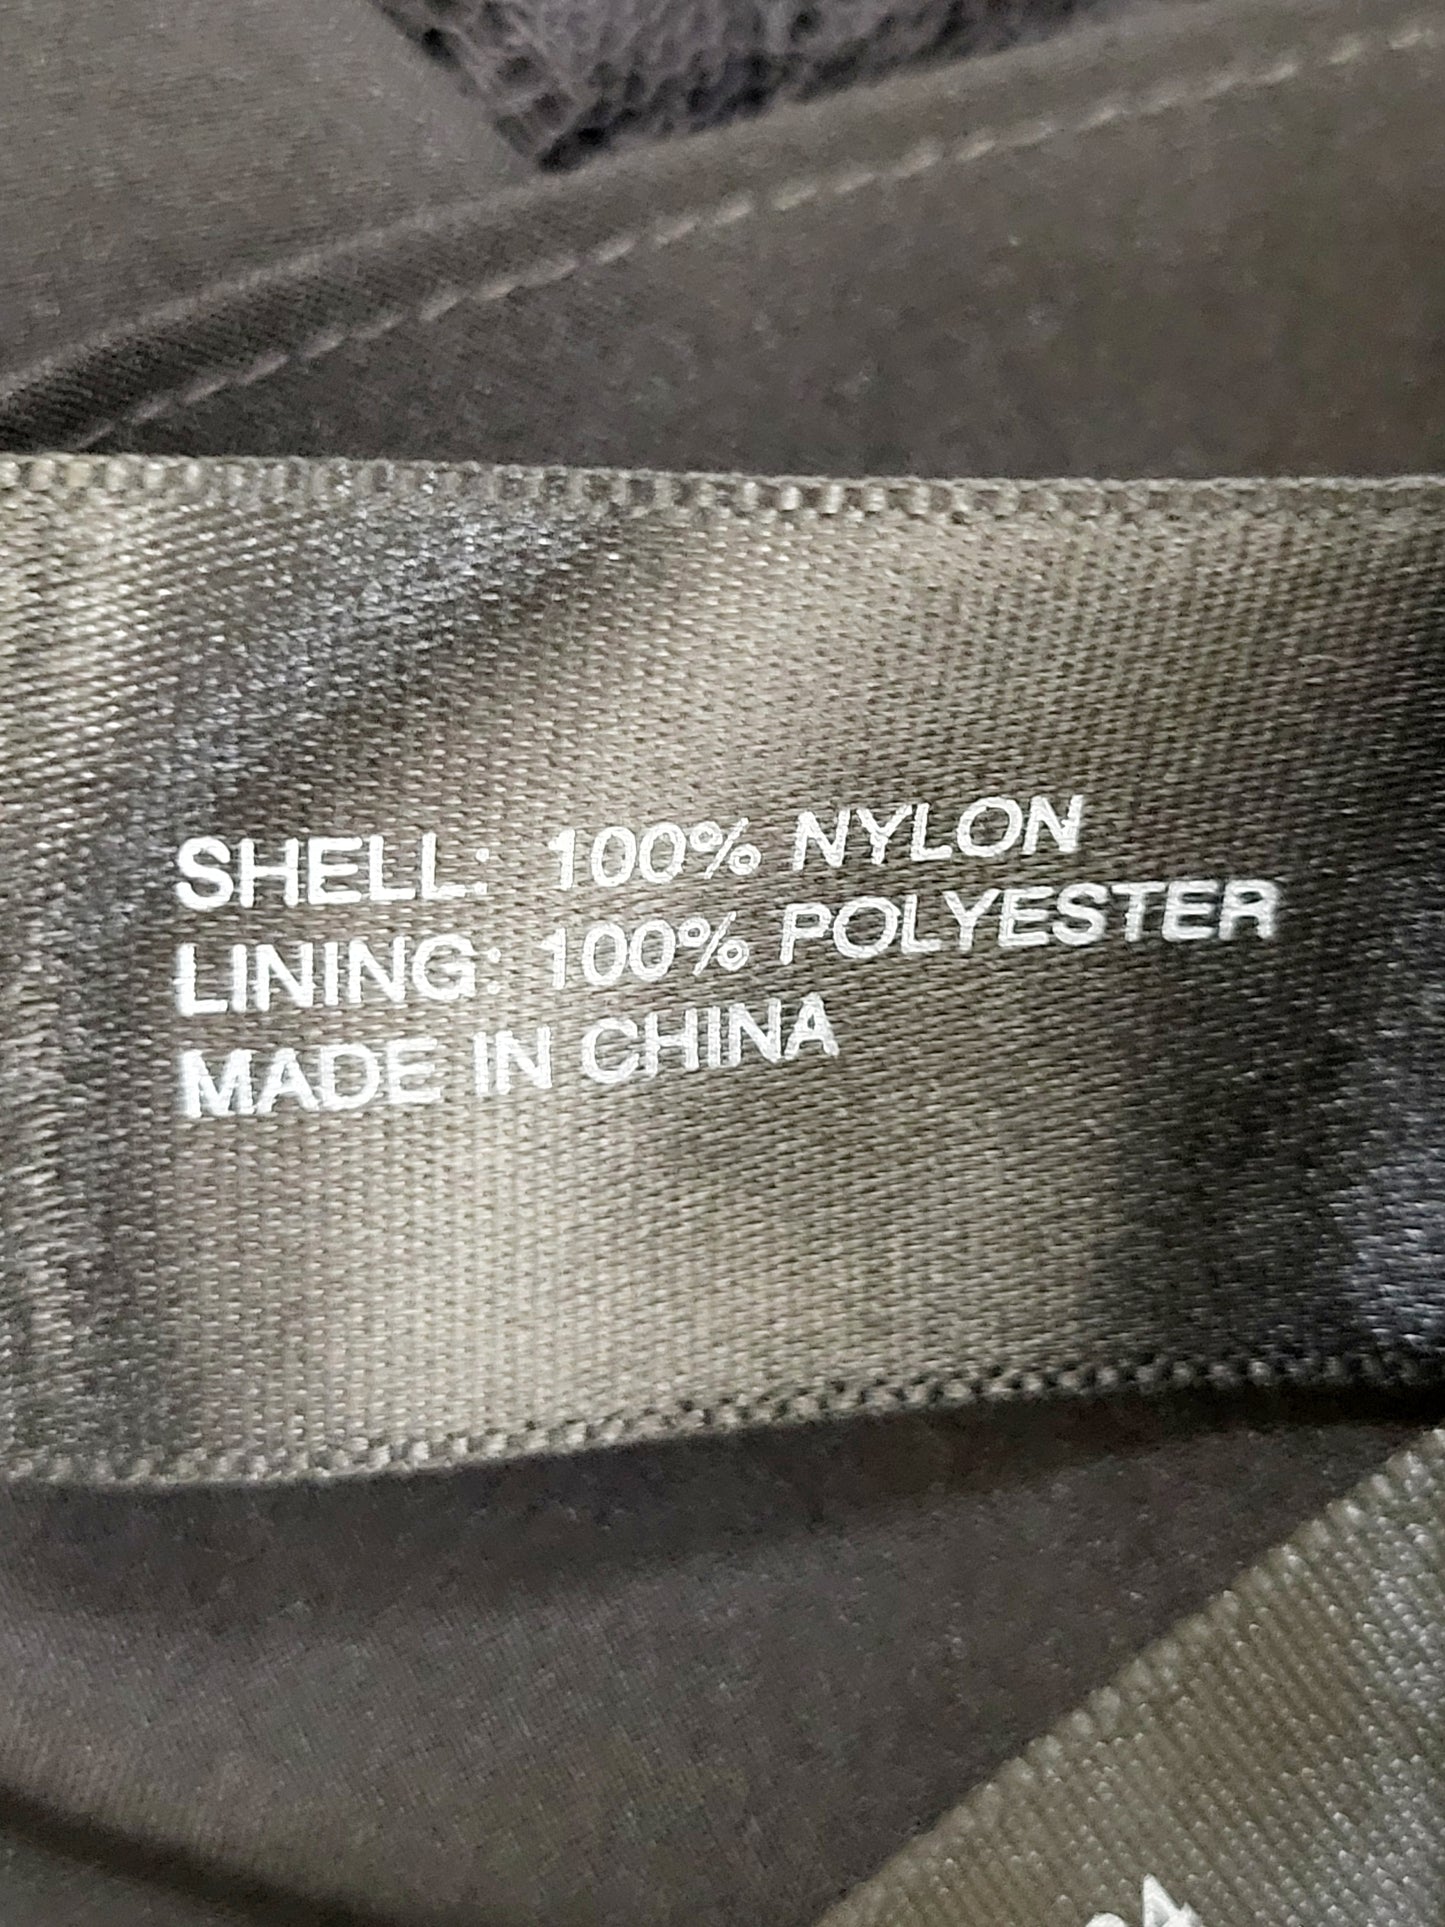 SHELL: 100% NYLON
LINING: 100% POLYESTER
MADE IN CHINA